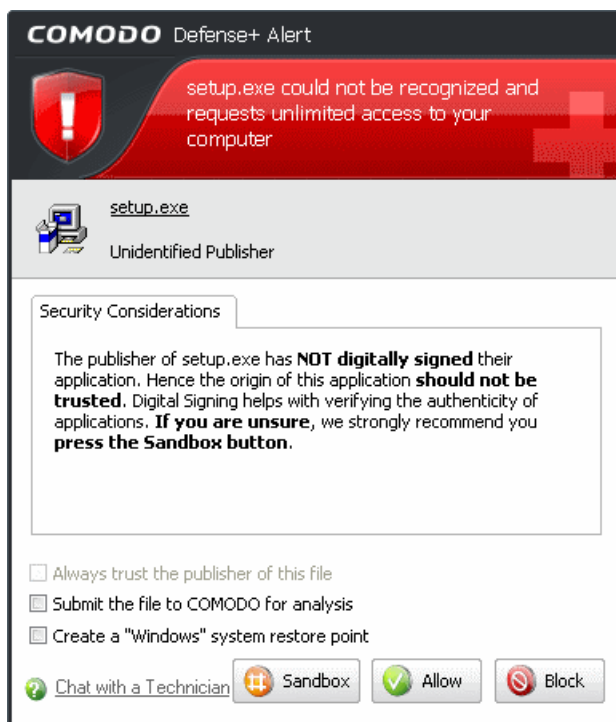 COMODO Defense+ Alert
setup.exe could not be recognized and
requests unlimited access to your
computer
setup.exe
Unidentified Publisher
Security Considerations
The publisher of setup.exe has NOT digitally signed their
application. Hence the origin of this application should not be
trusted. Digital Signing helps with verifying the authenticity of
applications. If you are unsure, we strongly recommend you
press the Sandbox button.
Always trust the publisher of this file
Submit the file to COMODO for analysis
Create a "Windows" system restore point
Chat with a Technician Sandbox Allow Block